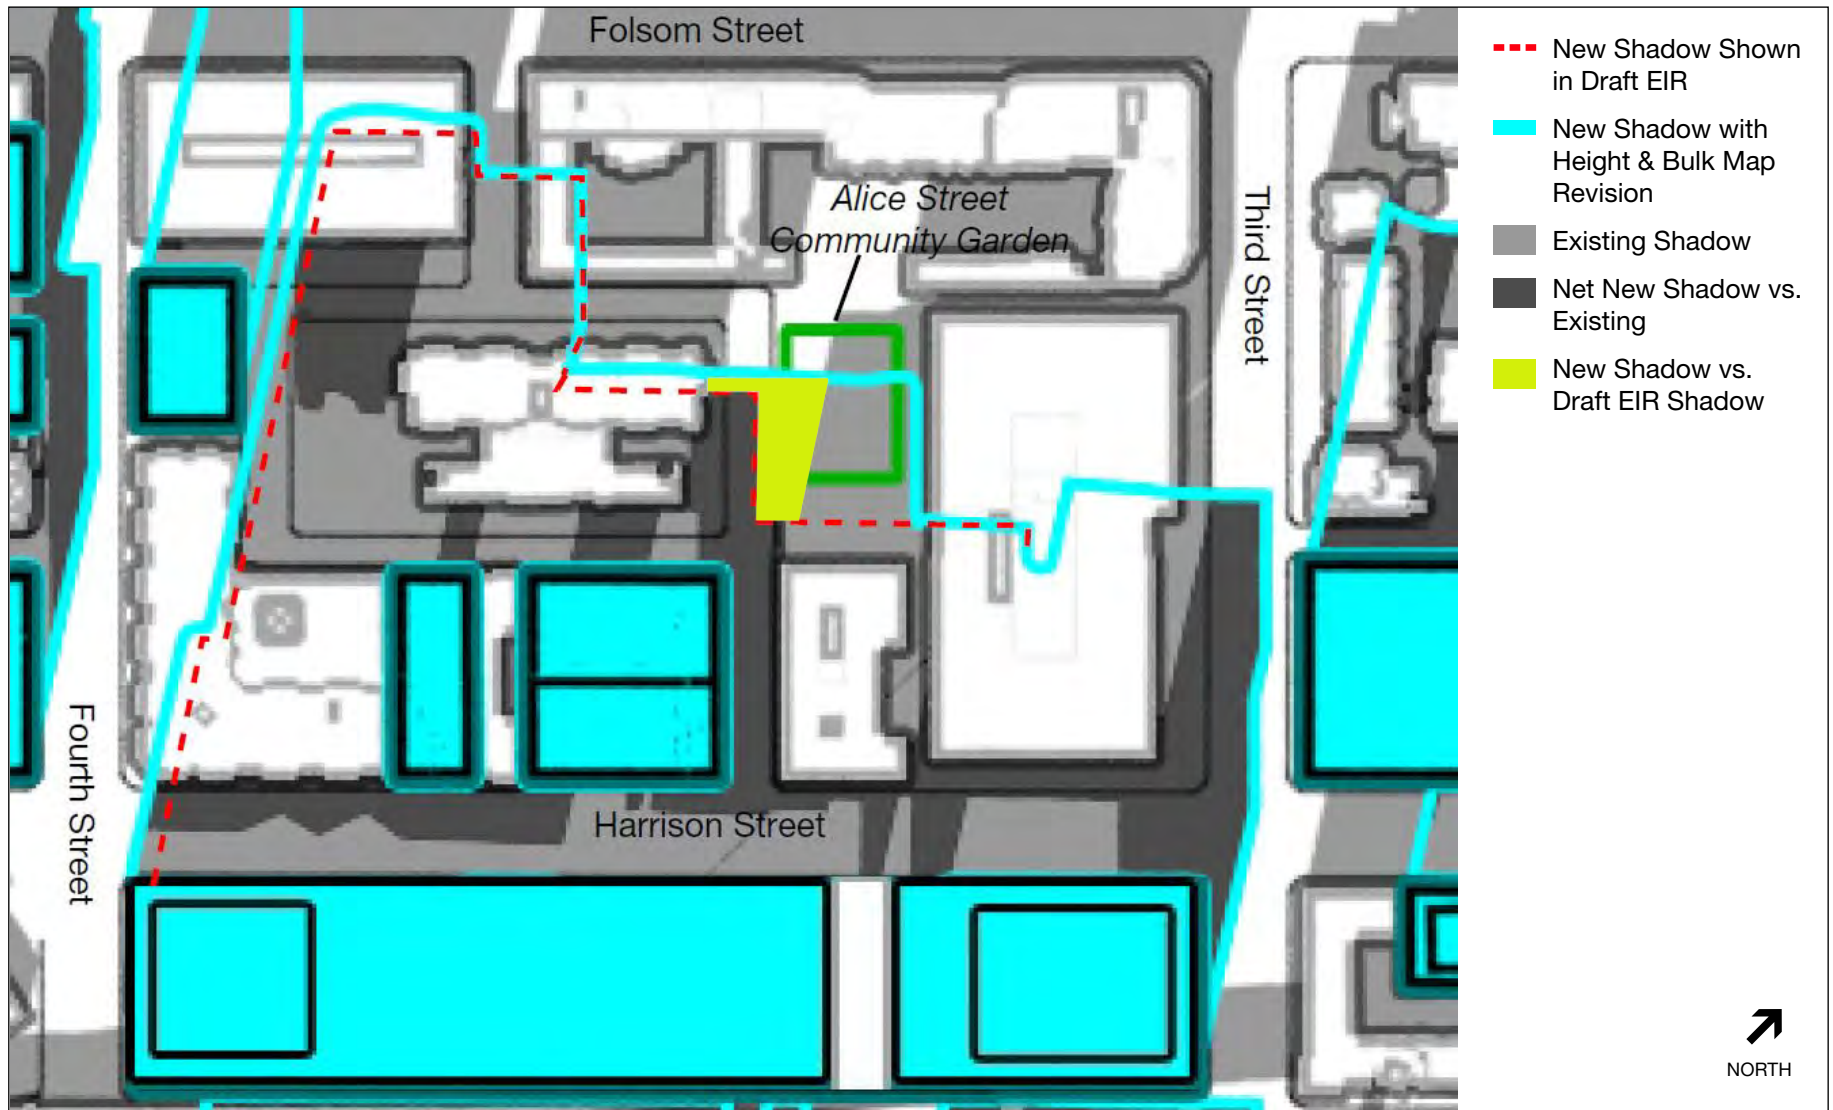 Folsom Street
Alice Street
Community Garden
Third Street
Fourth Street
Harrison Street
New Shadow Shown
in Draft EIR
New Shadow with
Height & Bulk Map
Revision
Existing Shadow
Net New Shadow vs.
Existing
New Shadow vs.
Draft EIR Shadow
NORTH